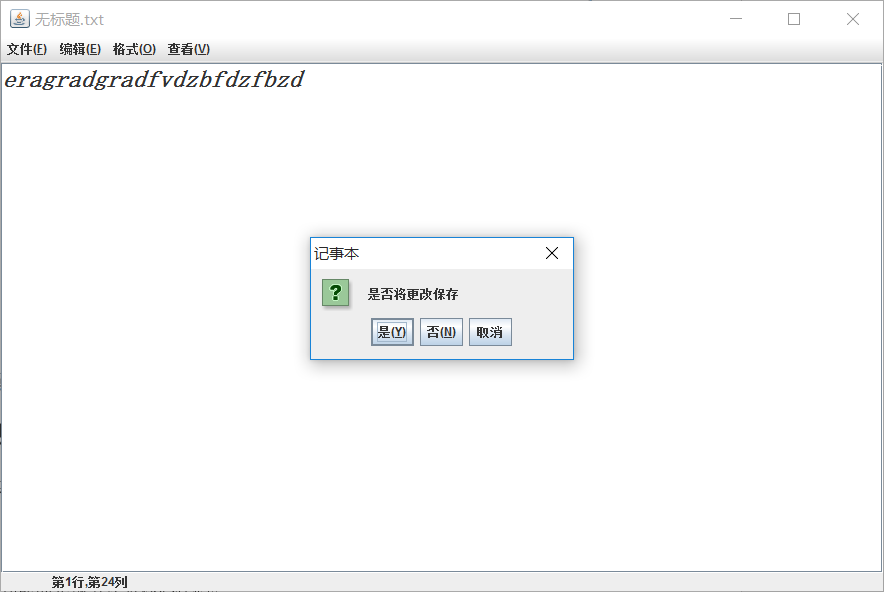 无标题.txt
文件(F) 编辑(E) 格式(O) 查看(V)
eragradgradfvdzbfdzfbzd
记事本
?
是否将更改保存
是(Y) 否(N) 取消
第1行,第24列